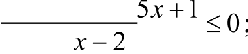 5x + 1
x − 2 ≤ 0 ;